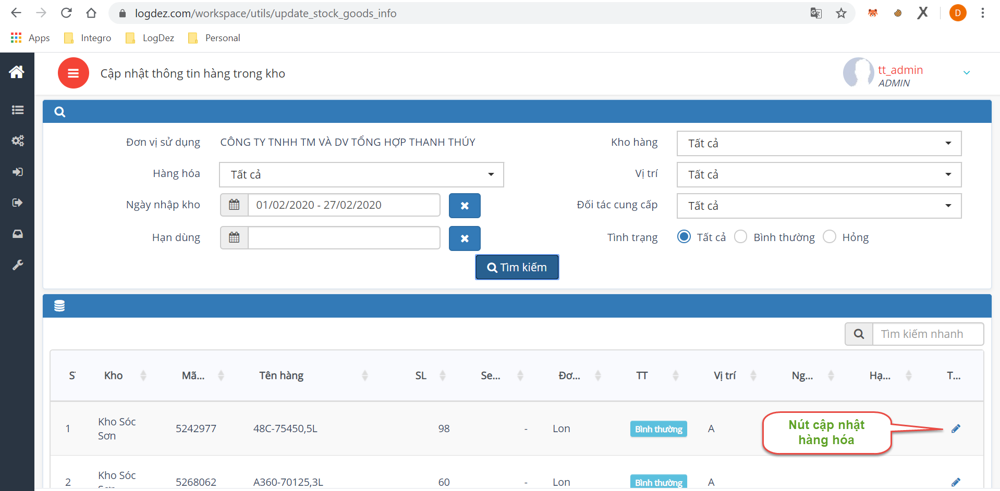 logdez.com/workspace/utils/update_stock_goods_info
D
Apps
Integro
LogDez
Personal
Cập nhật thông tin hàng trong kho
tt_admin
ADMIN
Đơn vị sử dụng
CÔNG TY TNHH TM VÀ DV TỔNG HỢP THANH THÚY
Kho hàng
Tất cả
Hàng hóa
Tất cả
Vị trí
Tất cả
Ngày nhập kho
01/02/2020 - 27/02/2020
Đối tác cung cấp
Tất cả
Hạn dùng
Tình trạng
Tất cả
Bình thường
Hỏng
Tìm kiếm
Tìm kiếm nhanh
Kho
Mã...
Tên hàng
SL
Se...
Đơ...
TT
Vị trí
Ng...
Hạ...
T...
1
Kho Sóc
Sơn
5242977
48C-75450,5L
98
-
Lon
Bình thường
A
Nút cập nhật
hàng hóa
2
Kho Sóc
5268062
A360-70125,3L
60
-
Lon
Bình thường
A